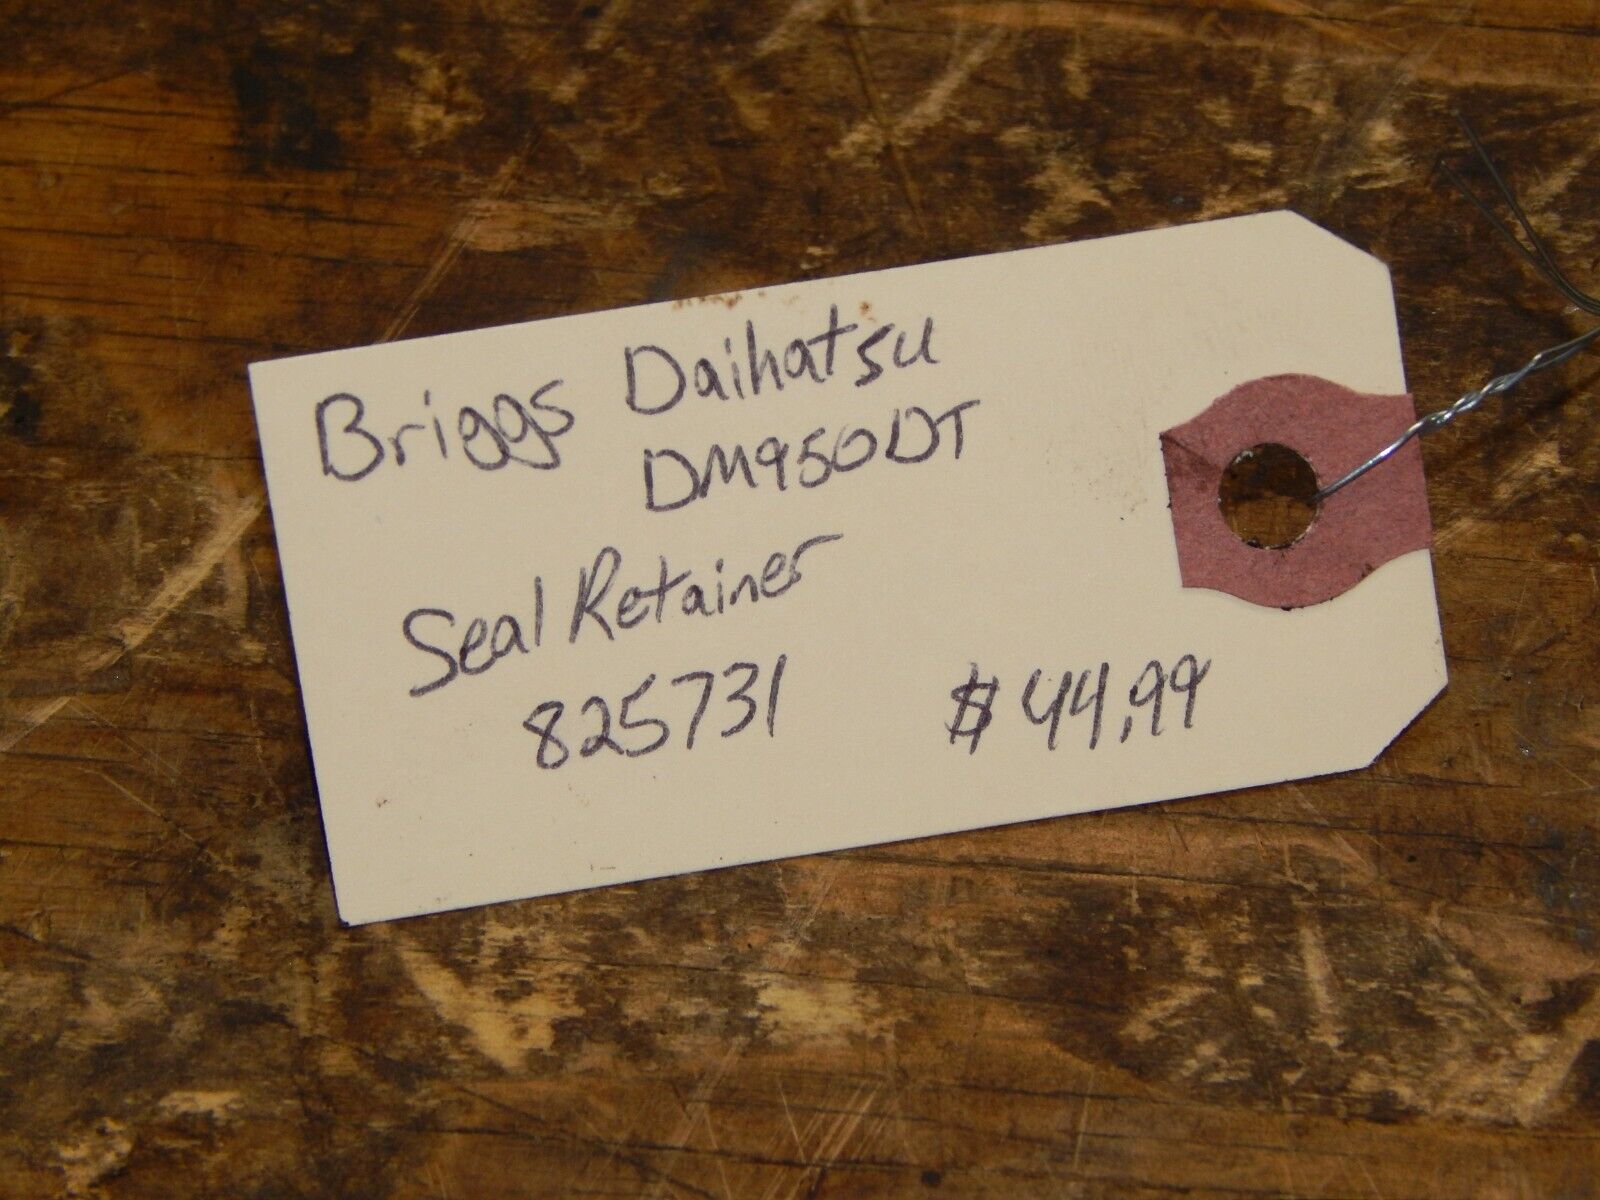 Briggs Daihatsu
DM950DT
Seal Retainer
825731 $44.99